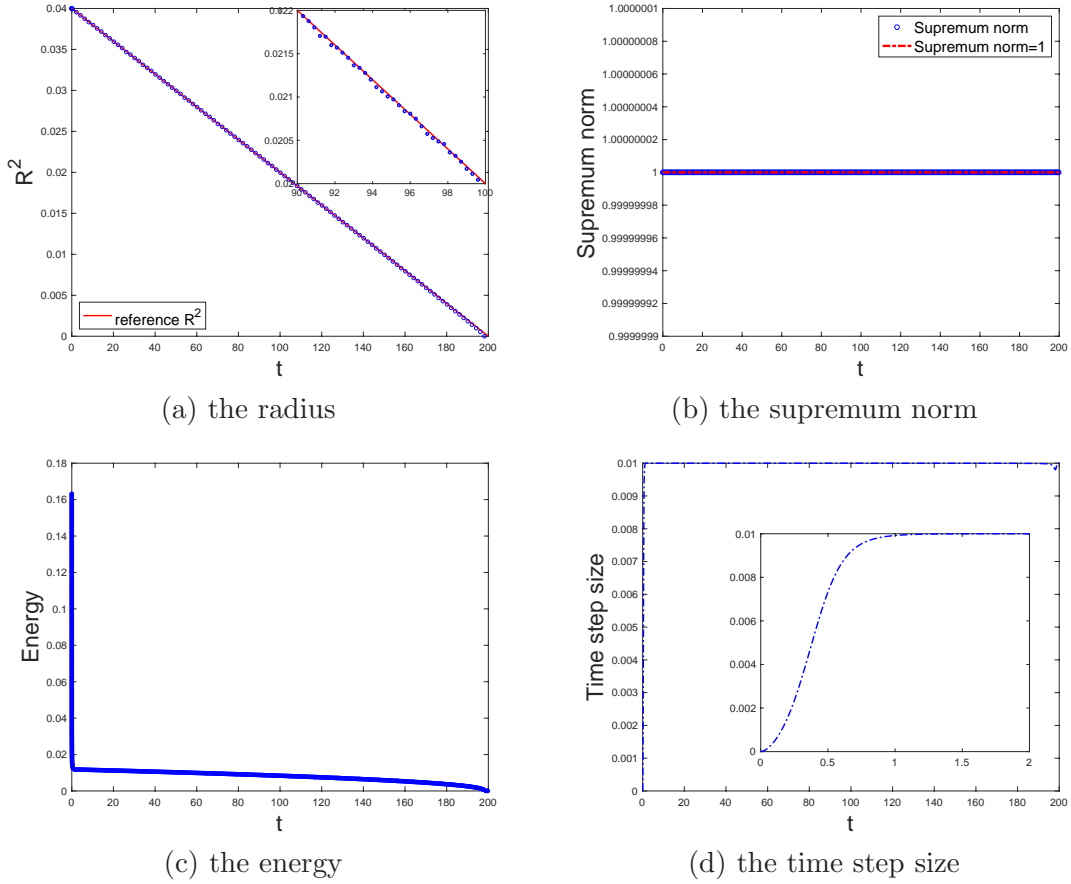 0.04
0.035
0.03
0.025
0.02
0.015
0.01
0.005
0
R²
0.022
0.0215
0.021
0.0205
0.02
90 92 94 96 98 100
reference R²
0 20 40 60 80 100 120 140 160 180 200
t
(a) the radius
1.0000001
1.00000008
1.00000006
1.00000004
1.00000002
1
0.99999998
0.99999996
0.99999994
0.99999992
0.9999999
Supremum norm
Supremum norm
Supremum norm=1
0 20 40 60 80 100 120 140 160 180 200
t
(b) the supremum norm
0.18
0.16
0.14
0.12
0.1
0.08
0.06
0.04
0.02
0
Energy
0 20 40 60 80 100 120 140 160 180 200
t
(c) the energy
0.01
0.009
0.008
0.007
0.006
0.005
0.004
0.003
0.002
0.001
0
Time step size
0.01
0.008
0.006
0.004
0.002
0
0 0.5 1 1.5 2
0 20 40 60 80 100 120 140 160 180 200
t
(d) the time step size